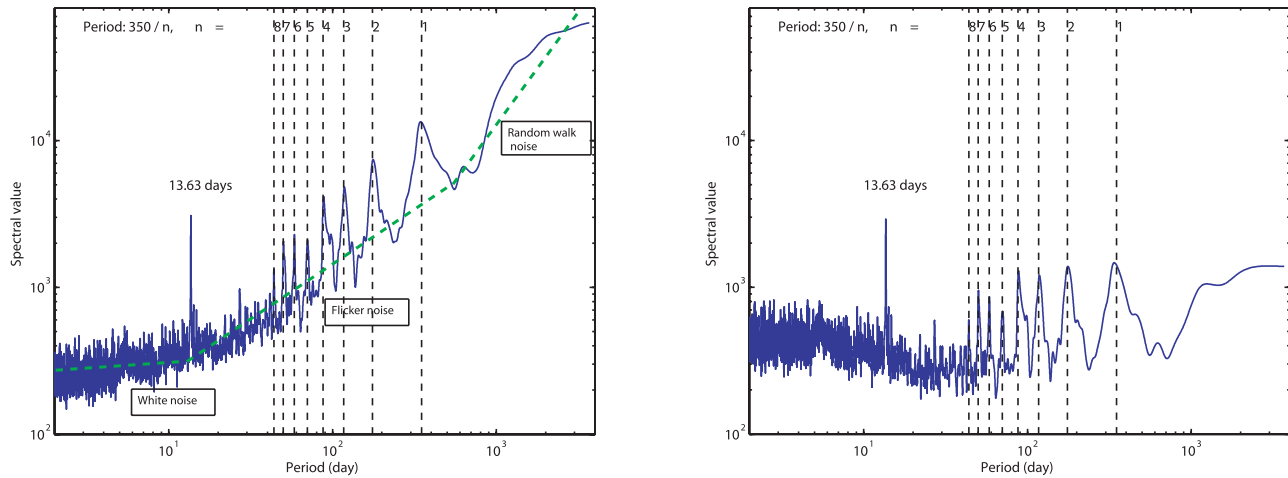 Period: 350 / n, n =
8 7 6 5 4 3 2 1
10^4
10^3
10^2
Spectral value
13.63 days
Random walk
noise
Flicker noise
White noise
10^1
10^2
10^3
Period (day)
Period: 350 / n, n =
8 7 6 5 4 3 2 1
10^4
10^3
10^2
Spectral value
13.63 days
10^1
10^2
10^3
Period (day)